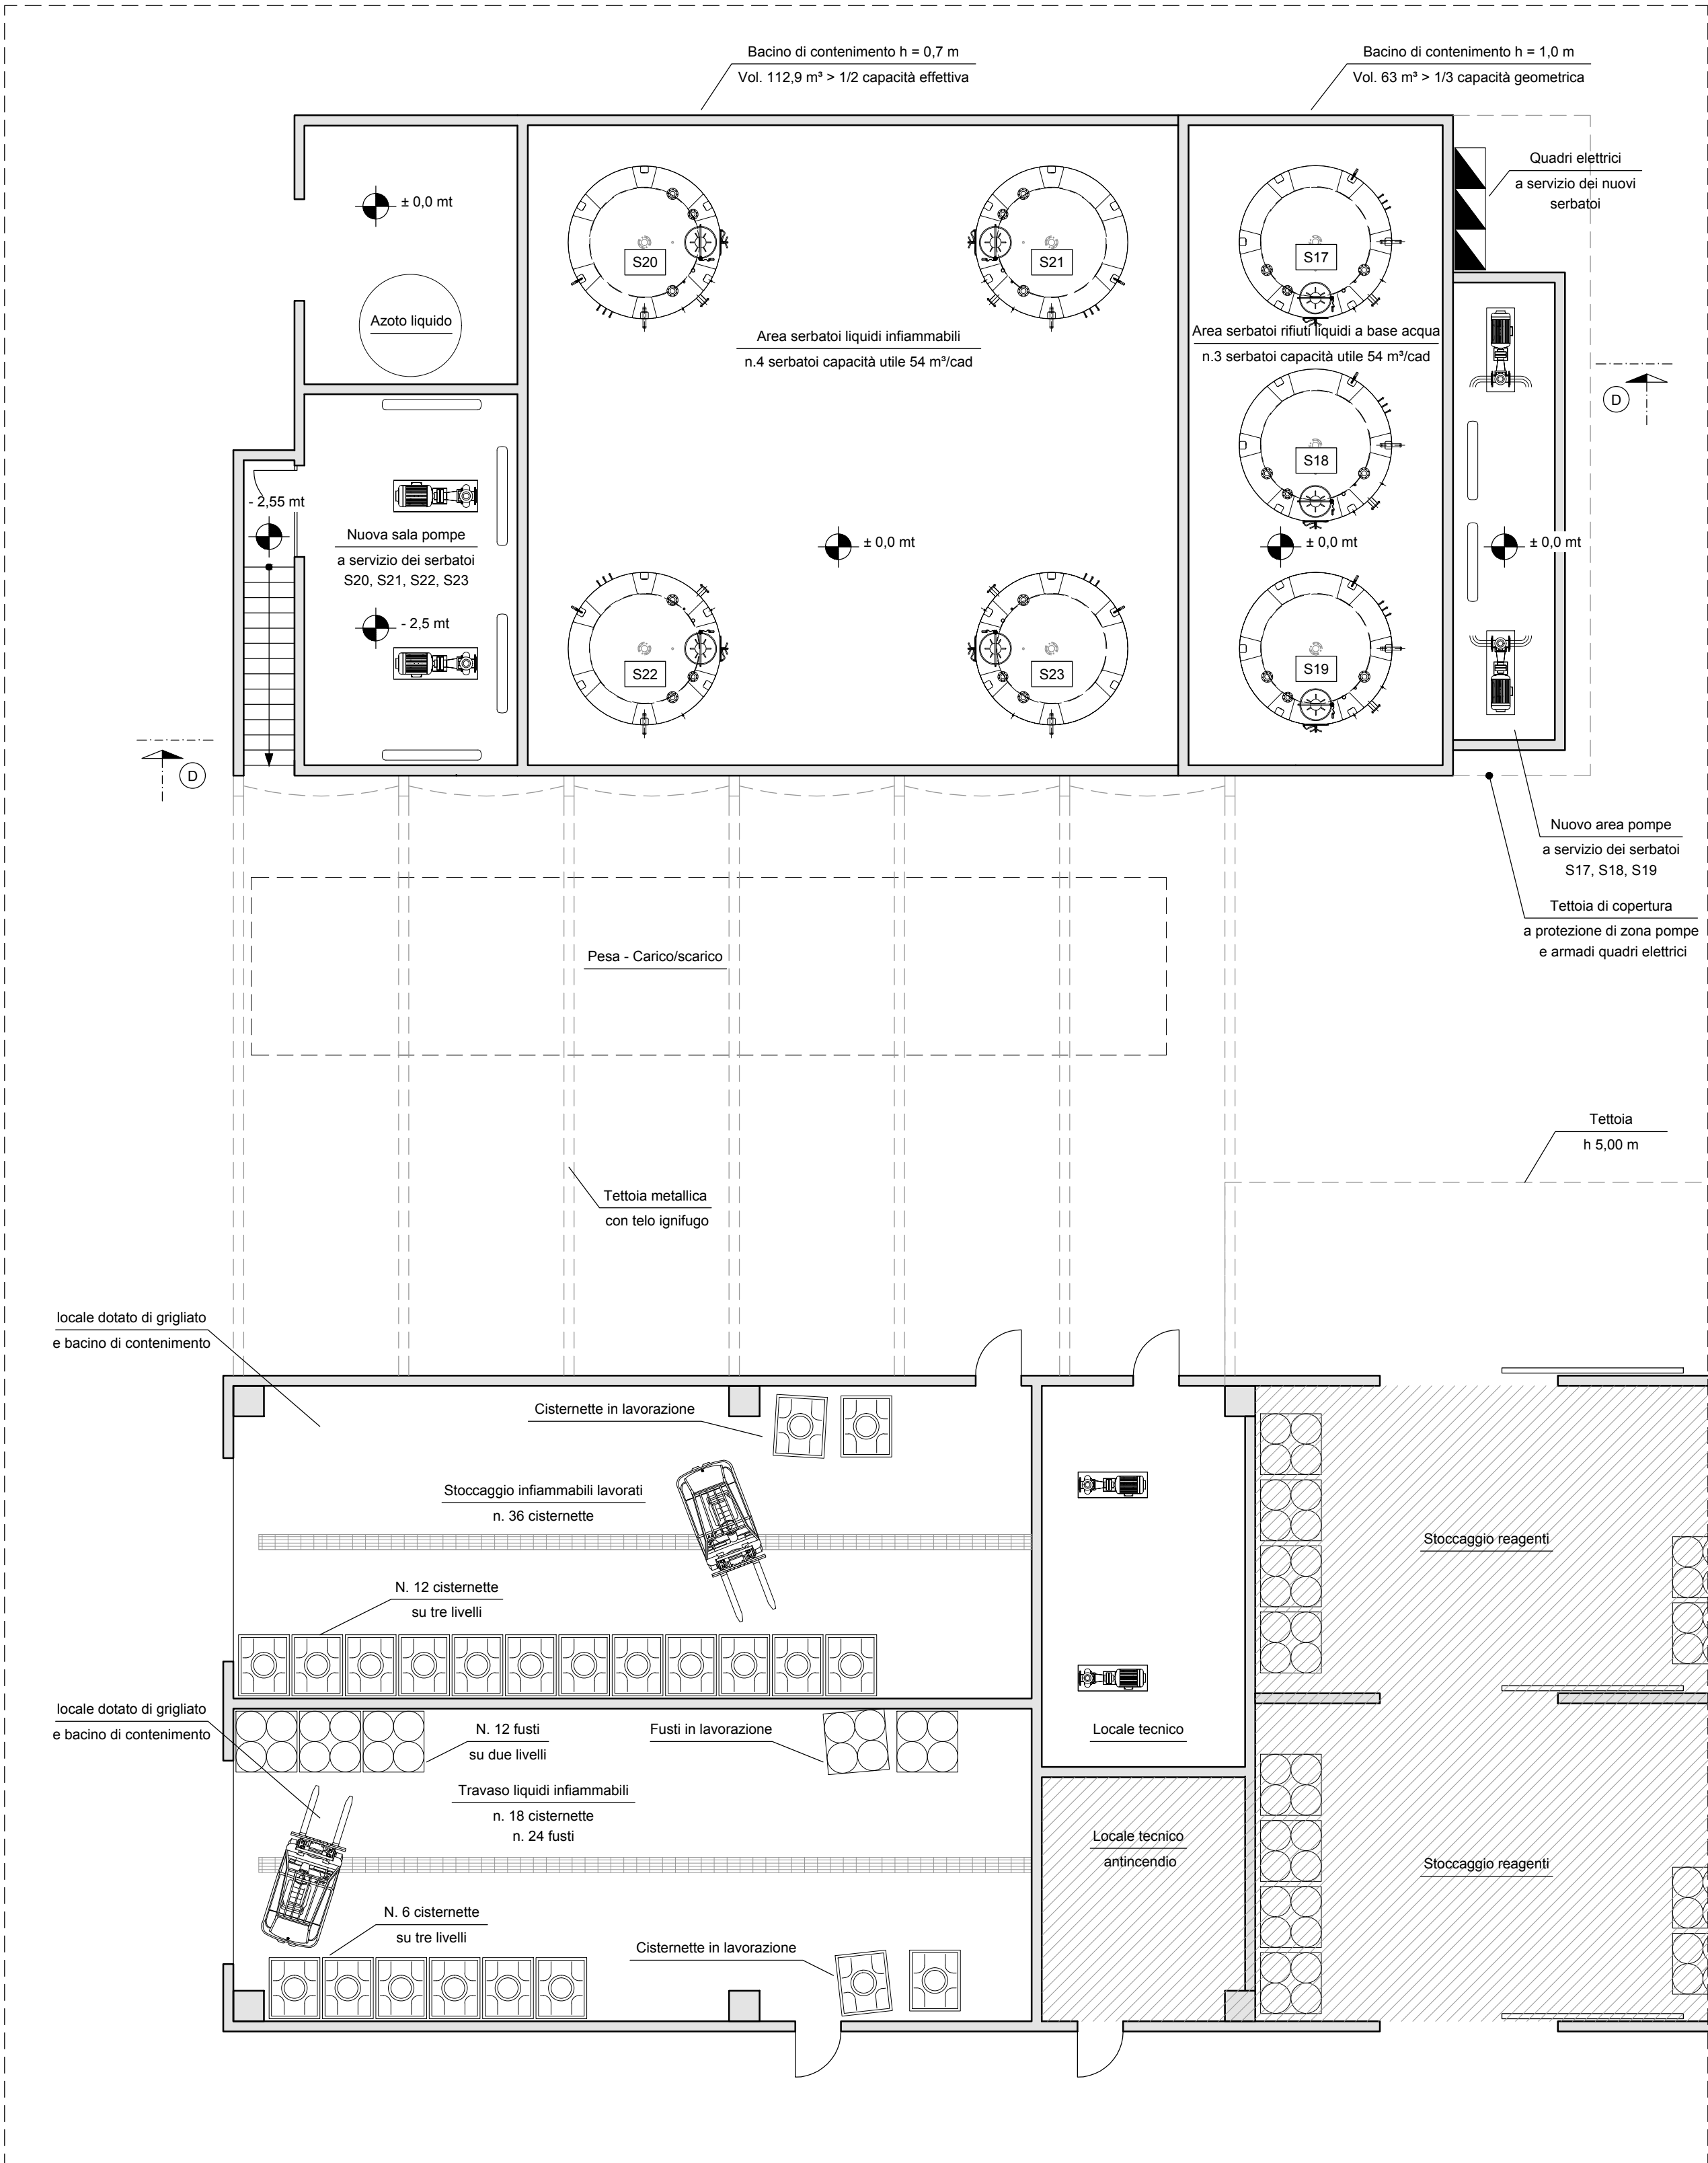 Bacino di contenimento h = 0,7 m
Vol. 112,9 m³ > 1/2 capacità effettiva
Bacino di contenimento h = 1,0 m
Vol. 63 m³ > 1/3 capacità geometrica
Quadri elettrici
a servizio dei nuovi
serbatoi
± 0,0 mt
Azoto liquido
S20
S21
S17
Area serbatoi liquidi infiammabili
n.4 serbatoi capacità utile 54 m³/cad
Area serbatoi rifiuti liquidi a base acqua
n.3 serbatoi capacità utile 54 m³/cad
D
S18
- 2,55 mt
Nuova sala pompe
a servizio dei serbatoi
S20, S21, S22, S23
± 0,0 mt
± 0,0 mt
± 0,0 mt
- 2,5 mt
S22
S23
S19
D
Nuovo area pompe
a servizio dei serbatoi
S17, S18, S19
Tettoia di copertura
a protezione di zona pompe
e armadi quadri elettrici
Pesa - Carico/scarico
Tettoia
h 5,00 m
Tettoia metallica
con telo ignifugo
locale dotato di grigliato
e bacino di contenimento
Cisternette in lavorazione
Stoccaggio infiammabili lavorati
n. 36 cisternette
Stoccaggio reagenti
N. 12 cisternette
su tre livelli
locale dotato di grigliato
e bacino di contenimento
N. 12 fusti
su due livelli
Fusti in lavorazione
Locale tecnico
Travaso liquidi infiammabili
n. 18 cisternette
n. 24 fusti
Locale tecnico
antincendio
Stoccaggio reagenti
N. 6 cisternette
su tre livelli
Cisternette in lavorazione